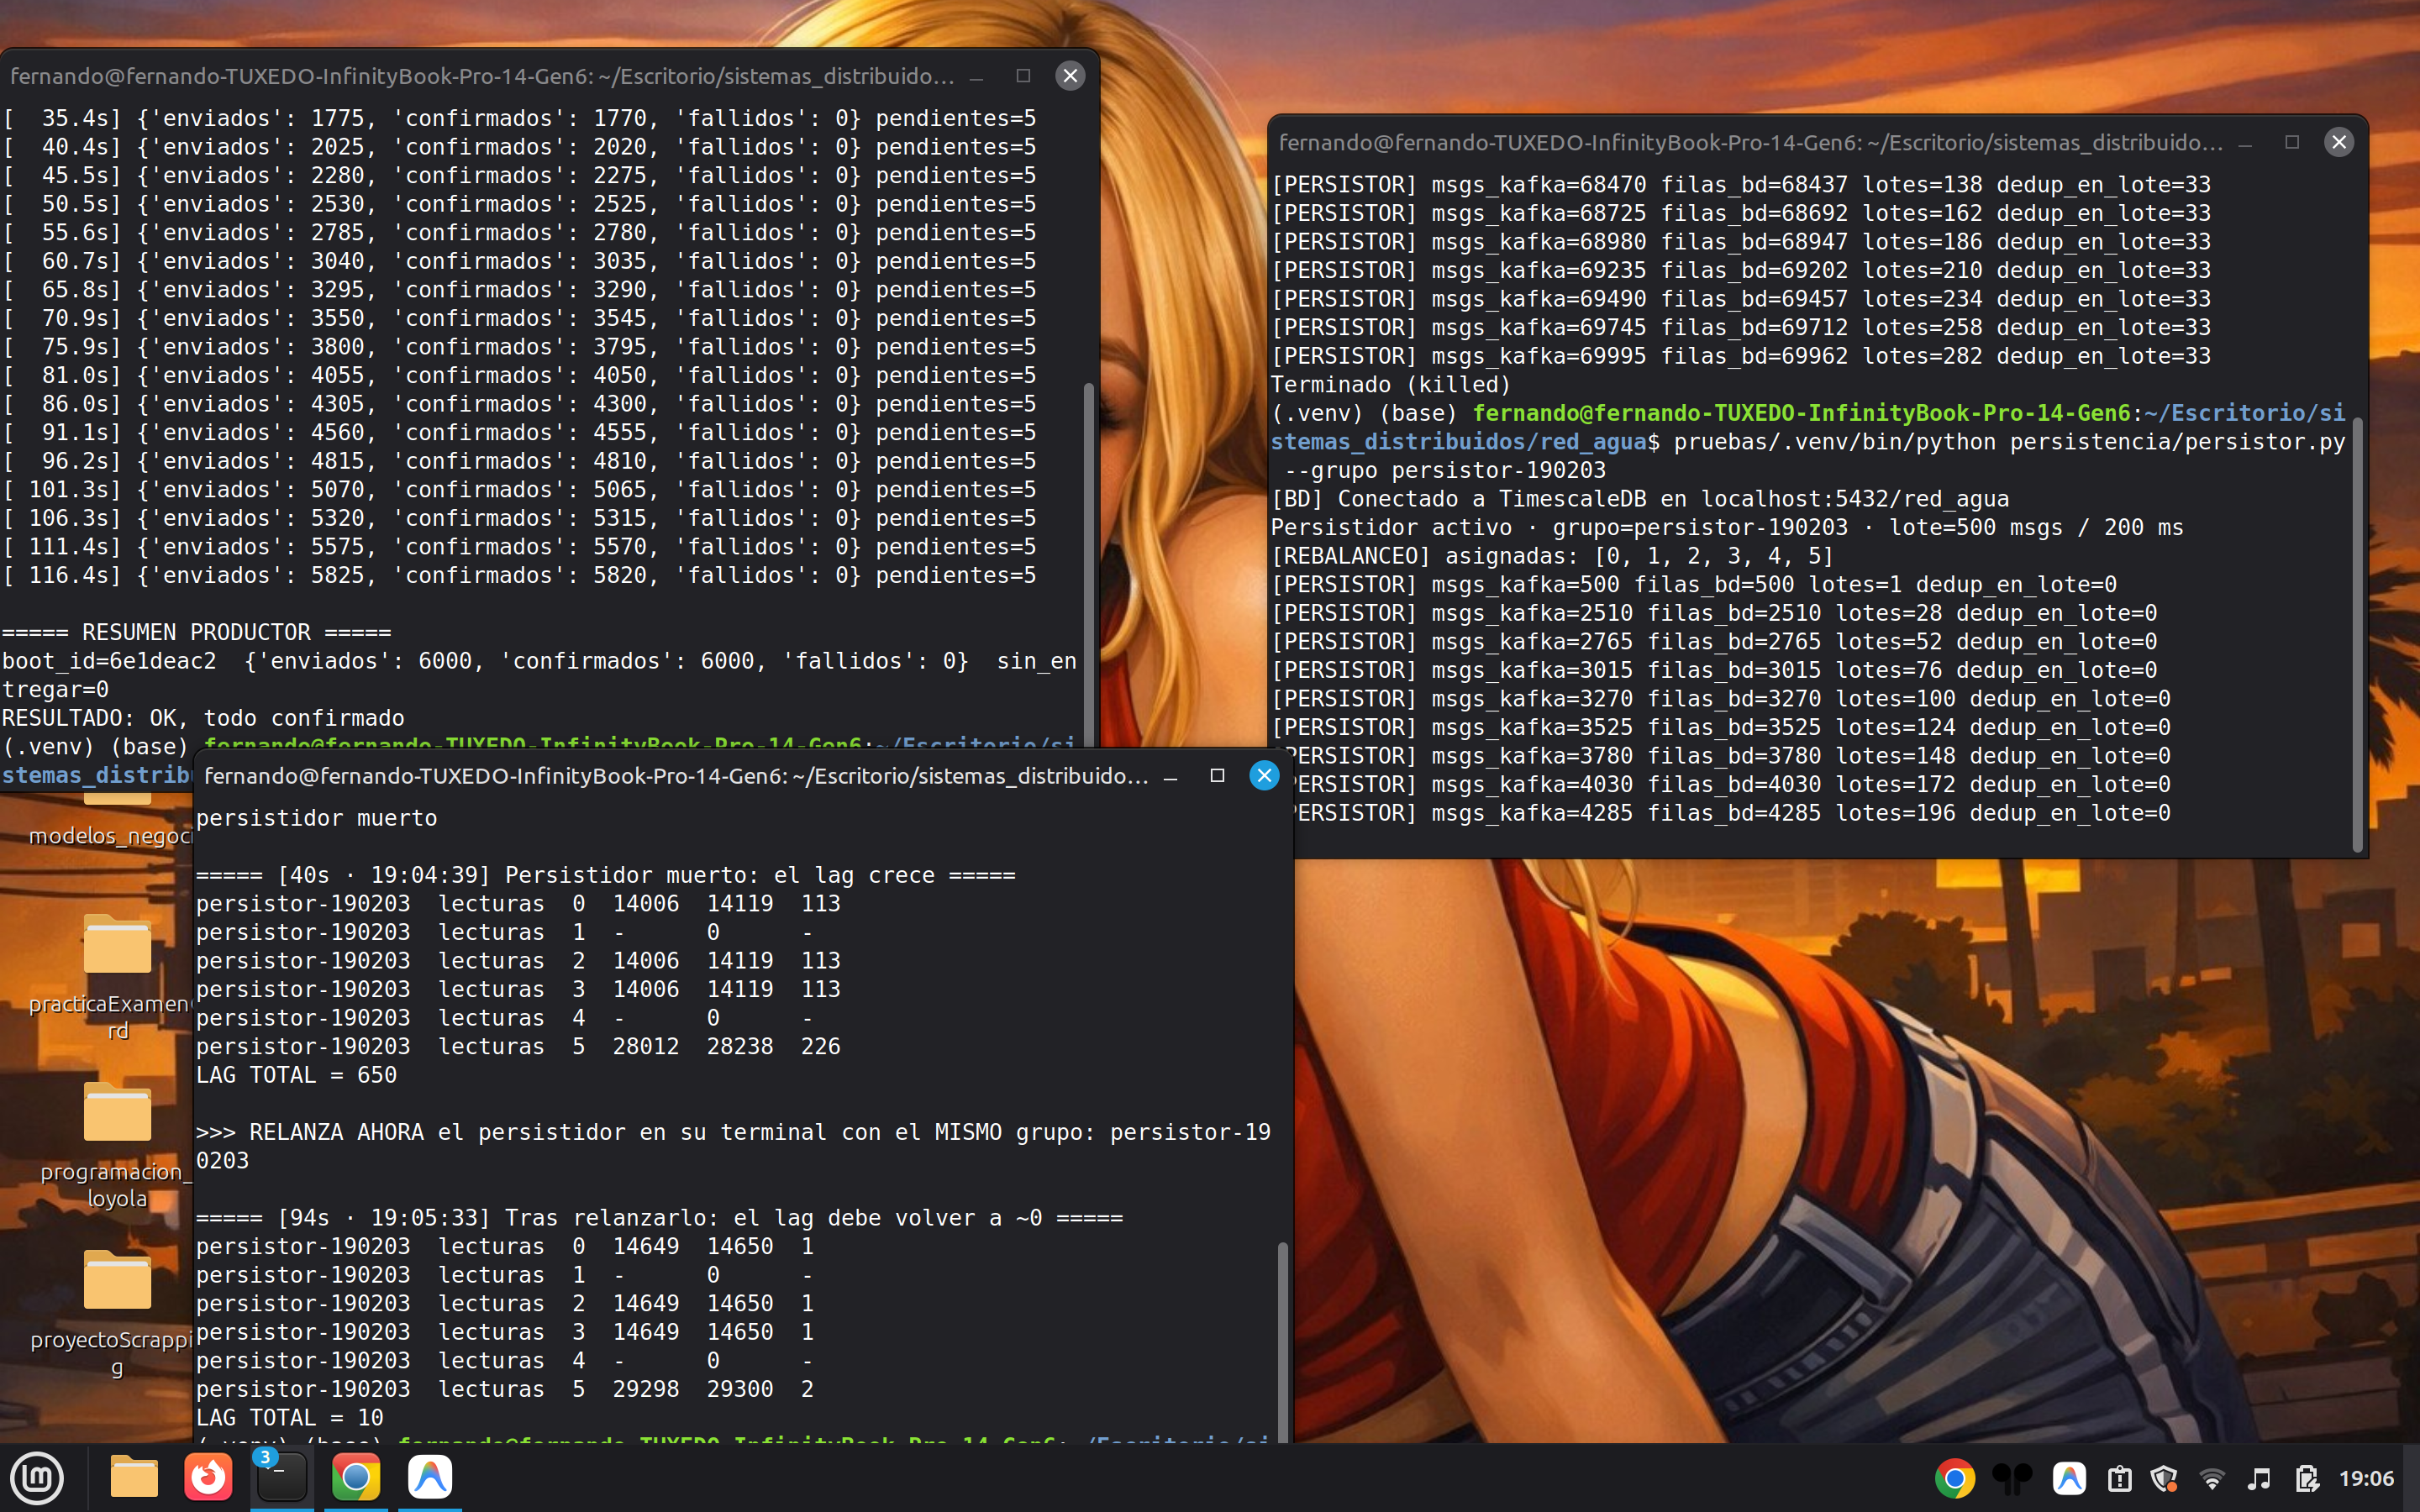 fernando@fernando-TUXEDO-InfinityBook-Pro-14-Gen6: ~/Escritorio/sistemas_distribuido...
[  35.4s] {'enviados': 1775, 'confirmados': 1770, 'fallidos': 0} pendientes=5
[  40.4s] {'enviados': 2025, 'confirmados': 2020, 'fallidos': 0} pendientes=5
[  45.5s] {'enviados': 2280, 'confirmados': 2275, 'fallidos': 0} pendientes=5
[  50.5s] {'enviados': 2530, 'confirmados': 2525, 'fallidos': 0} pendientes=5
[  55.6s] {'enviados': 2785, 'confirmados': 2780, 'fallidos': 0} pendientes=5
[  60.7s] {'enviados': 3040, 'confirmados': 3035, 'fallidos': 0} pendientes=5
[  65.8s] {'enviados': 3295, 'confirmados': 3290, 'fallidos': 0} pendientes=5
[  70.9s] {'enviados': 3550, 'confirmados': 3545, 'fallidos': 0} pendientes=5
[  75.9s] {'enviados': 3800, 'confirmados': 3795, 'fallidos': 0} pendientes=5
[  81.0s] {'enviados': 4055, 'confirmados': 4050, 'fallidos': 0} pendientes=5
[  86.0s] {'enviados': 4305, 'confirmados': 4300, 'fallidos': 0} pendientes=5
[  91.1s] {'enviados': 4560, 'confirmados': 4555, 'fallidos': 0} pendientes=5
[  96.2s] {'enviados': 4815, 'confirmados': 4810, 'fallidos': 0} pendientes=5
[ 101.3s] {'enviados': 5070, 'confirmados': 5065, 'fallidos': 0} pendientes=5
[ 106.3s] {'enviados': 5320, 'confirmados': 5315, 'fallidos': 0} pendientes=5
[ 111.4s] {'enviados': 5575, 'confirmados': 5570, 'fallidos': 0} pendientes=5
[ 116.4s] {'enviados': 5825, 'confirmados': 5820, 'fallidos': 0} pendientes=5
===== RESUMEN PRODUCTOR =====
boot_id=6e1deac2  {'enviados': 6000, 'confirmados': 6000, 'fallidos': 0}  sin_en
tregar=0
RESULTADO: OK, todo confirmado
(.venv) (base) fernando@fernando-TUXEDO-InfinityBook-Pro-14-Gen6:~/Escritorio/si
stemas_distrib
fernando@fernando-TUXEDO-InfinityBook-Pro-14-Gen6: ~/Escritorio/sistemas_distribuido...
[PERSISTOR] msgs_kafka=68470 filas_bd=68437 lotes=138 dedup_en_lote=33
[PERSISTOR] msgs_kafka=68725 filas_bd=68692 lotes=162 dedup_en_lote=33
[PERSISTOR] msgs_kafka=68980 filas_bd=68947 lotes=186 dedup_en_lote=33
[PERSISTOR] msgs_kafka=69235 filas_bd=69202 lotes=210 dedup_en_lote=33
[PERSISTOR] msgs_kafka=69490 filas_bd=69457 lotes=234 dedup_en_lote=33
[PERSISTOR] msgs_kafka=69745 filas_bd=69712 lotes=258 dedup_en_lote=33
[PERSISTOR] msgs_kafka=69995 filas_bd=69962 lotes=282 dedup_en_lote=33
Terminado (killed)
(.venv) (base) fernando@fernando-TUXEDO-InfinityBook-Pro-14-Gen6:~/Escritorio/si
stemas_distribuidos/red_agua$ pruebas/.venv/bin/python persistencia/persistor.py
 --grupo persistor-190203
[BD] Conectado a TimescaleDB en localhost:5432/red_agua
Persistidor activo · grupo=persistor-190203 · lote=500 msgs / 200 ms
[REBALANCEO] asignadas: [0, 1, 2, 3, 4, 5]
[PERSISTOR] msgs_kafka=500 filas_bd=500 lotes=1 dedup_en_lote=0
[PERSISTOR] msgs_kafka=2510 filas_bd=2510 lotes=28 dedup_en_lote=0
[PERSISTOR] msgs_kafka=2765 filas_bd=2765 lotes=52 dedup_en_lote=0
[PERSISTOR] msgs_kafka=3015 filas_bd=3015 lotes=76 dedup_en_lote=0
[PERSISTOR] msgs_kafka=3270 filas_bd=3270 lotes=100 dedup_en_lote=0
[PERSISTOR] msgs_kafka=3525 filas_bd=3525 lotes=124 dedup_en_lote=0
PERSISTOR] msgs_kafka=3780 filas_bd=3780 lotes=148 dedup_en_lote=0
PERSISTOR] msgs_kafka=4030 filas_bd=4030 lotes=172 dedup_en_lote=0
PERSISTOR] msgs_kafka=4285 filas_bd=4285 lotes=196 dedup_en_lote=0
fernando@fernando-TUXEDO-InfinityBook-Pro-14-Gen6: ~/Escritorio/sistemas_distribuido...
persistidor muerto
===== [40s · 19:04:39] Persistidor muerto: el lag crece =====
persistor-190203  lecturas  0  14006  14119  113
persistor-190203  lecturas  1  -      0      -
persistor-190203  lecturas  2  14006  14119  113
persistor-190203  lecturas  3  14006  14119  113
persistor-190203  lecturas  4  -      0      -
persistor-190203  lecturas  5  28012  28238  226
LAG TOTAL = 650
>>> RELANZA AHORA el persistidor en su terminal con el MISMO grupo: persistor-19
0203
===== [94s · 19:05:33] Tras relanzarlo: el lag debe volver a ~0 =====
persistor-190203  lecturas  0  14649  14650  1
persistor-190203  lecturas  1  -      0      -
persistor-190203  lecturas  2  14649  14650  1
persistor-190203  lecturas  3  14649  14650  1
persistor-190203  lecturas  4  -      0      -
persistor-190203  lecturas  5  29298  29300  2
LAG TOTAL = 10
(.venv) (base) fernando@fernando-TUXEDO-InfinityBook-Pro-14-Gen6:~/Escritorio/si
modelos_negoci
practicaExamen
rd
programacion_
loyola
proyectoScrappi
g
3
19:06